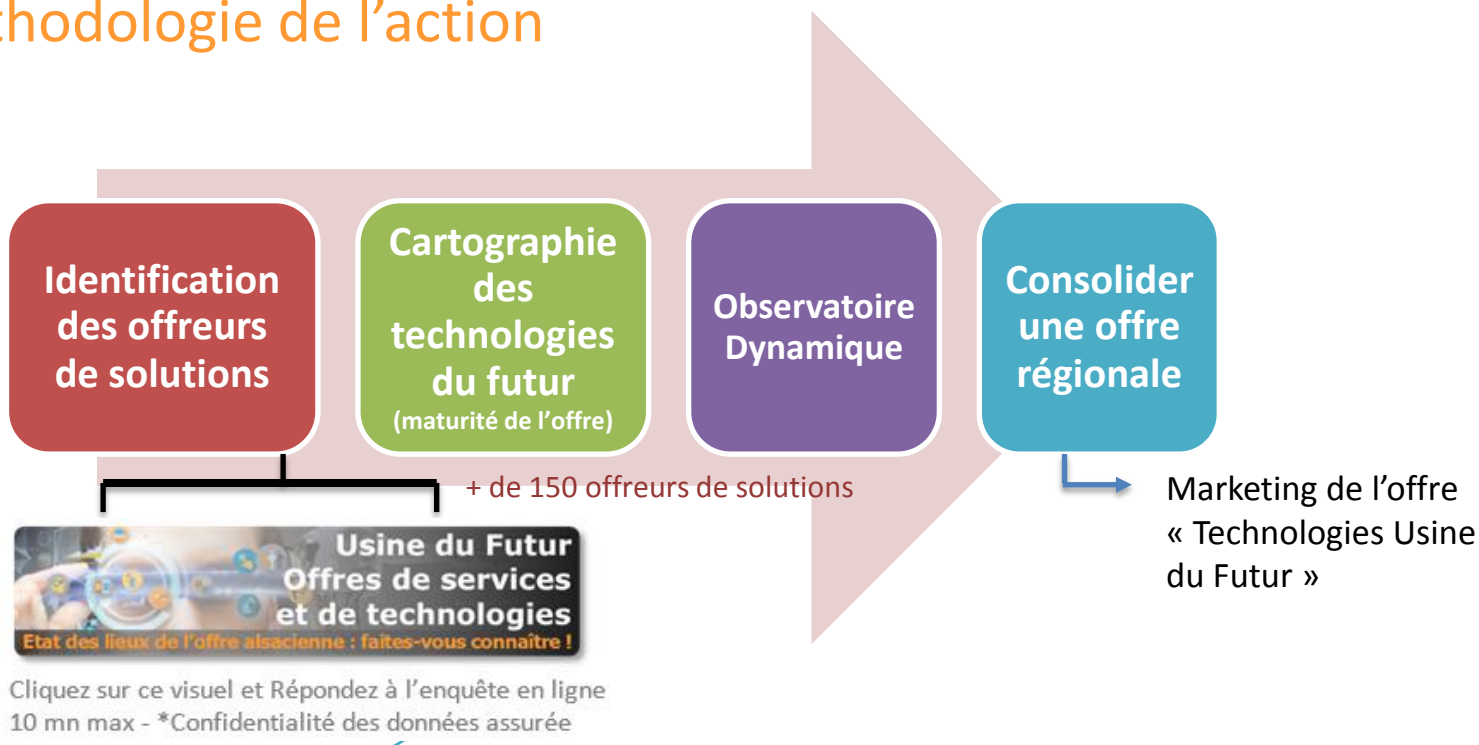 thodologie de l’action
Identification
des offreurs
de solutions
Cartographie
des
technologies
du futur
(maturité de l’offre)
Observatoire
Dynamique
Consolider
une offre
régionale
+ de 150 offreurs de solutions
Marketing de l’offre
« Technologies Usine
du Futur »
Usine du Futur
Offres de services
et de technologies
Etat des lieux de l’offre alsacienne : faites-vous connaître !
Cliquez sur ce visuel et Répondez à l’enquête en ligne
10 mn max - *Confidentialité des données assurée